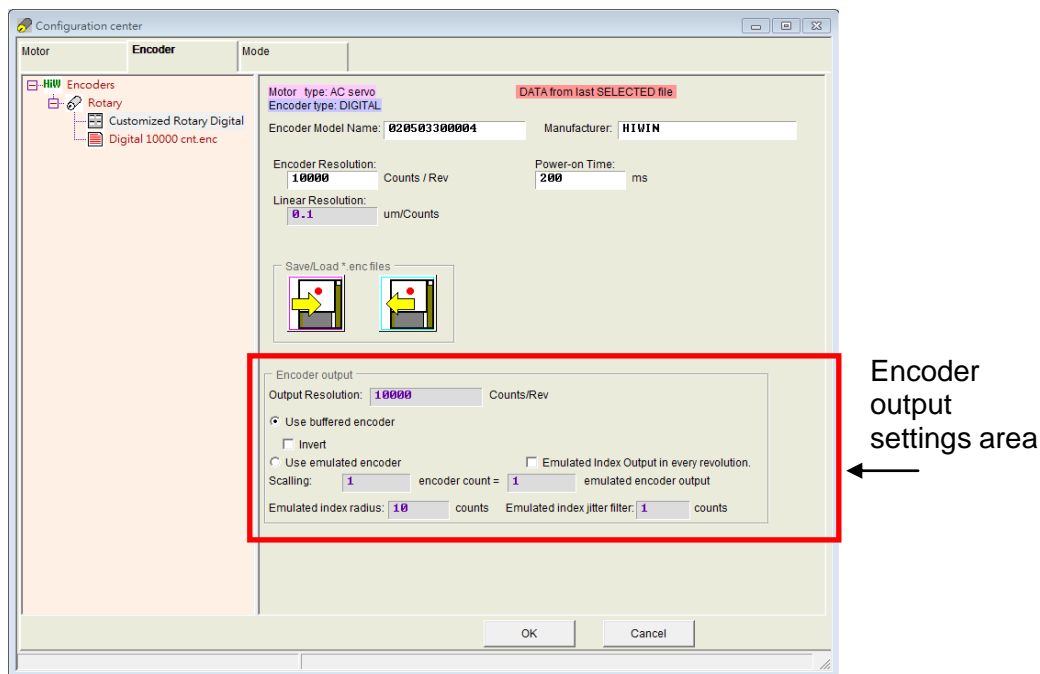 Configuration center
Motor Encoder Mode
HiW Encoders
Rotary
Customized Rotary Digital
Digital 10000 cnt.enc
Motor type: AC servo DATA from last SELECTED file
Encoder type: DIGITAL
Encoder Model Name: 020503300004 Manufacturer: HIWIN
Encoder Resolution: Power-on Time:
10000 Counts / Rev 200 ms
Linear Resolution:
0.1 um/Counts
Save/Load *.enc files
Encoder output
Output Resolution: 10000 Counts/Rev
Use buffered encoder
Invert
Use emulated encoder Emulated Index Output in every revolution.
Scalling: 1 encoder count = 1 emulated encoder output
Emulated index radius: 10 counts Emulated index jitter filter: 1 counts
OK Cancel
Encoder
output
settings area